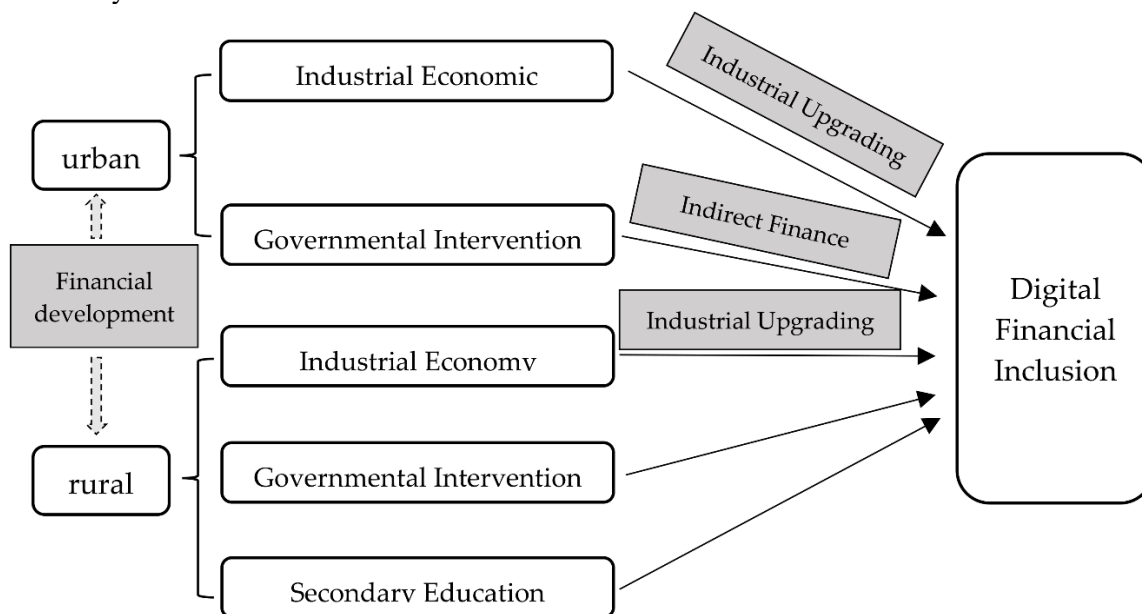 Industrial Economic
Industrial Upgrading
urban
Governmental Intervention
Indirect Finance
Financial
development
Industrial Upgrading
Industrial Economy
Digital
Financial
Inclusion
rural
Governmental Intervention
Secondary Education